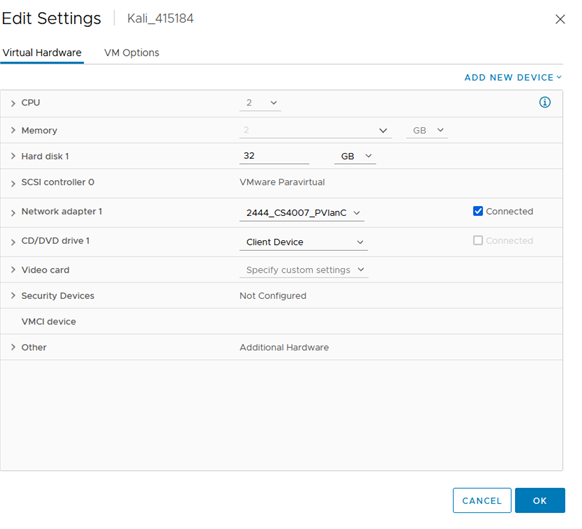 Edit Settings Kali_415184
Virtual Hardware VM Options
ADD NEW DEVICE
CPU 2
Memory 2 GB
Hard disk 1 32 GB
SCSI controller 0 VMware Paravirtual
Network adapter 1 2444_CS4007_PVlanC Connected
CD/DVD drive 1 Client Device Connected
Video card Specify custom settings
Security Devices Not Configured
VMCI device
Other Additional Hardware
CANCEL OK